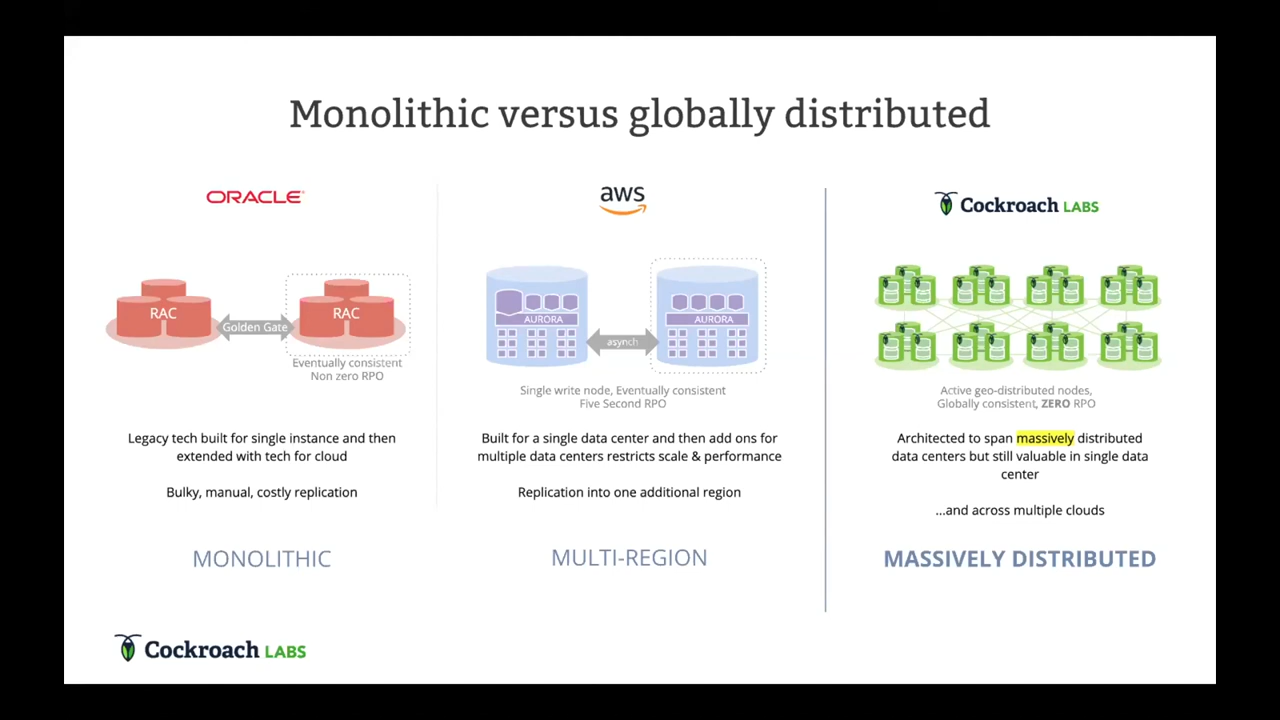 Monolithic versus globally distributed
ORACLE
RAC
Golden Gate
RAC
Eventually consistent
Non zero RPO
Legacy tech built for single instance and then
extended with tech for cloud
Bulky, manual, costly replication
MONOLITHIC
aws
AURORA
asynch
AURORA
Single write node, Eventually consistent
Five Second RPO
Built for a single data center and then add ons for
multiple data centers restricts scale & performance
Replication into one additional region
MULTI-REGION
Cockroach LABS
Active geo-distributed nodes,
Globally consistent, ZERO RPO
Architected to span massively distributed
data centers but still valuable in single data
center
...and across multiple clouds
MASSIVELY DISTRIBUTED
Cockroach LABS